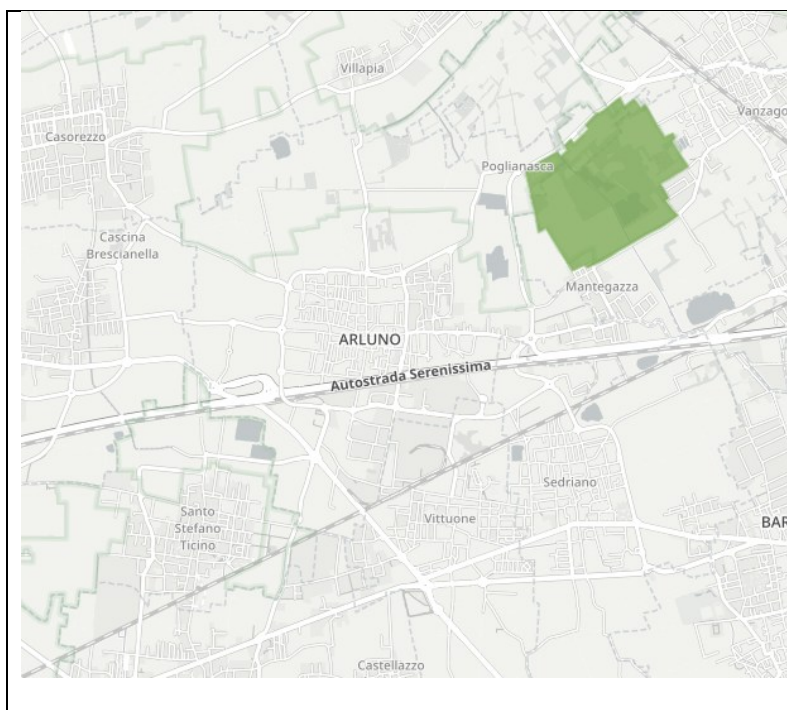 Villapia
Vanzago
Casorezzo
Poglianasca
Cascina
Brescianella
Mantegazza
ARLUNO
Autostrada Serenissima
Sedriano
Santo
Stefano
Ticino
Vittuone
BAR
Castellazzo